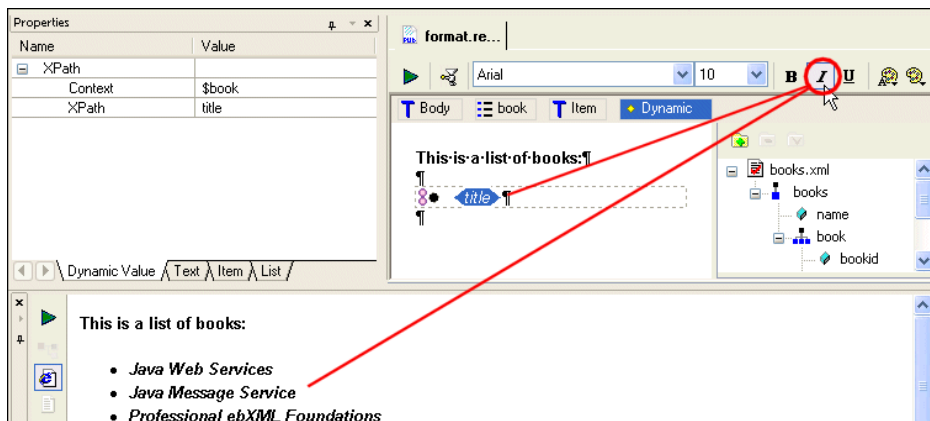 Properties
Name Value
XPath
Context $book
XPath title
Dynamic Value Text Item List
format.re...
Arial 10 B I U
Body book Item Dynamic
This·is·a·list·of·books:¶
¶
title ¶
¶
books.xml
books
name
book
bookid
This is a list of books:
• Java Web Services
• Java Message Service
• Professional ebXML Foundations